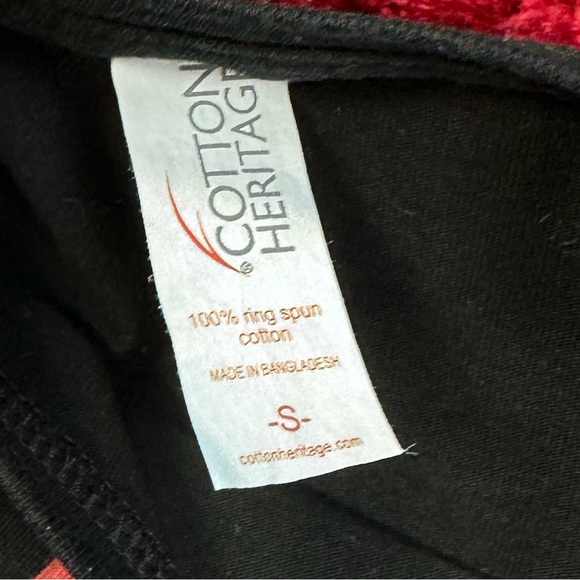 COTTON
HERITAGE
®
100% ring spun
cotton
MADE IN BANGLADESH
-S-
cottonheritage.com